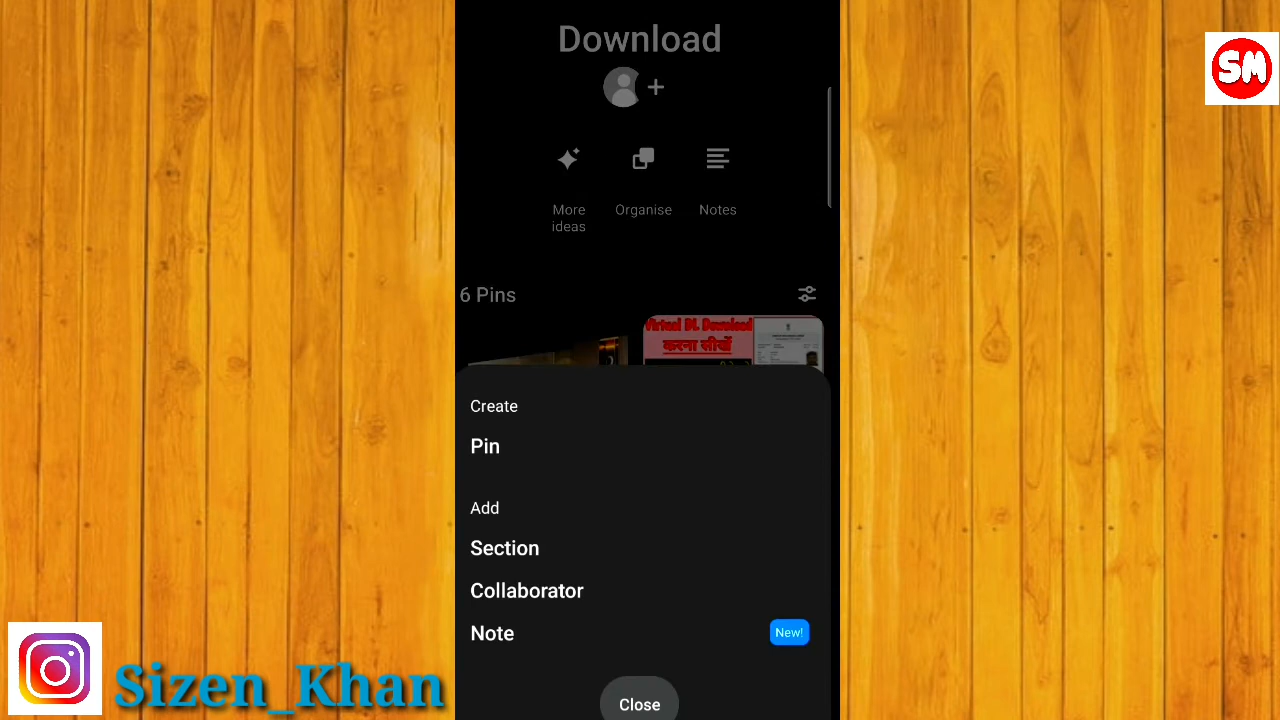 Download
SM
More
ideas
Organise
Notes
6 Pins
Virtual DL Download
करना सीखें
Create
Pin
Add
Section
Collaborator
Note
New!
Close
Sizen_Khan